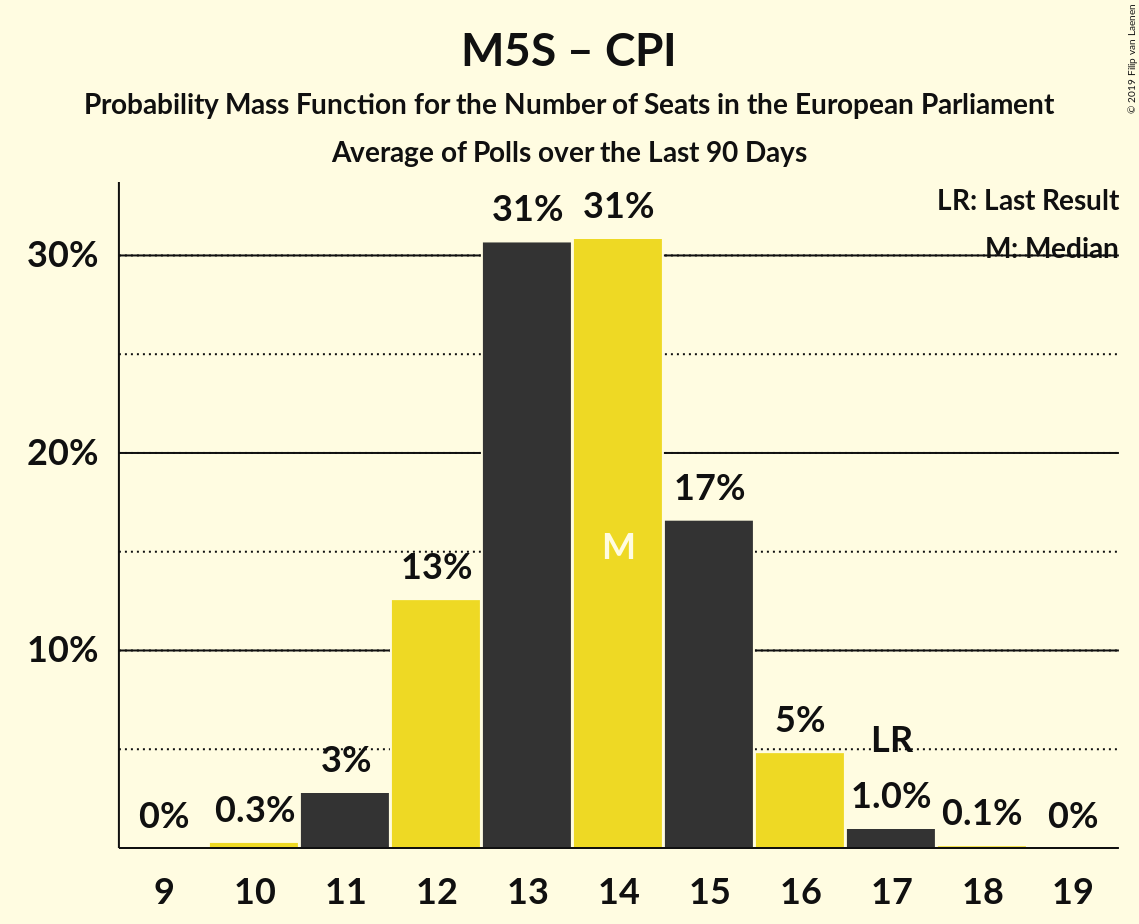 M5S – CPI
Probability Mass Function for the Number of Seats in the European Parliament
Average of Polls over the Last 90 Days
© 2019 Filip van Laenen
LR: Last Result
M: Median
30%
20%
10%
0%
0.3%
3%
13%
31%
31%
M
17%
5%
LR
1.0%
0.1%
0%
9 10 11 12 13 14 15 16 17 18 19